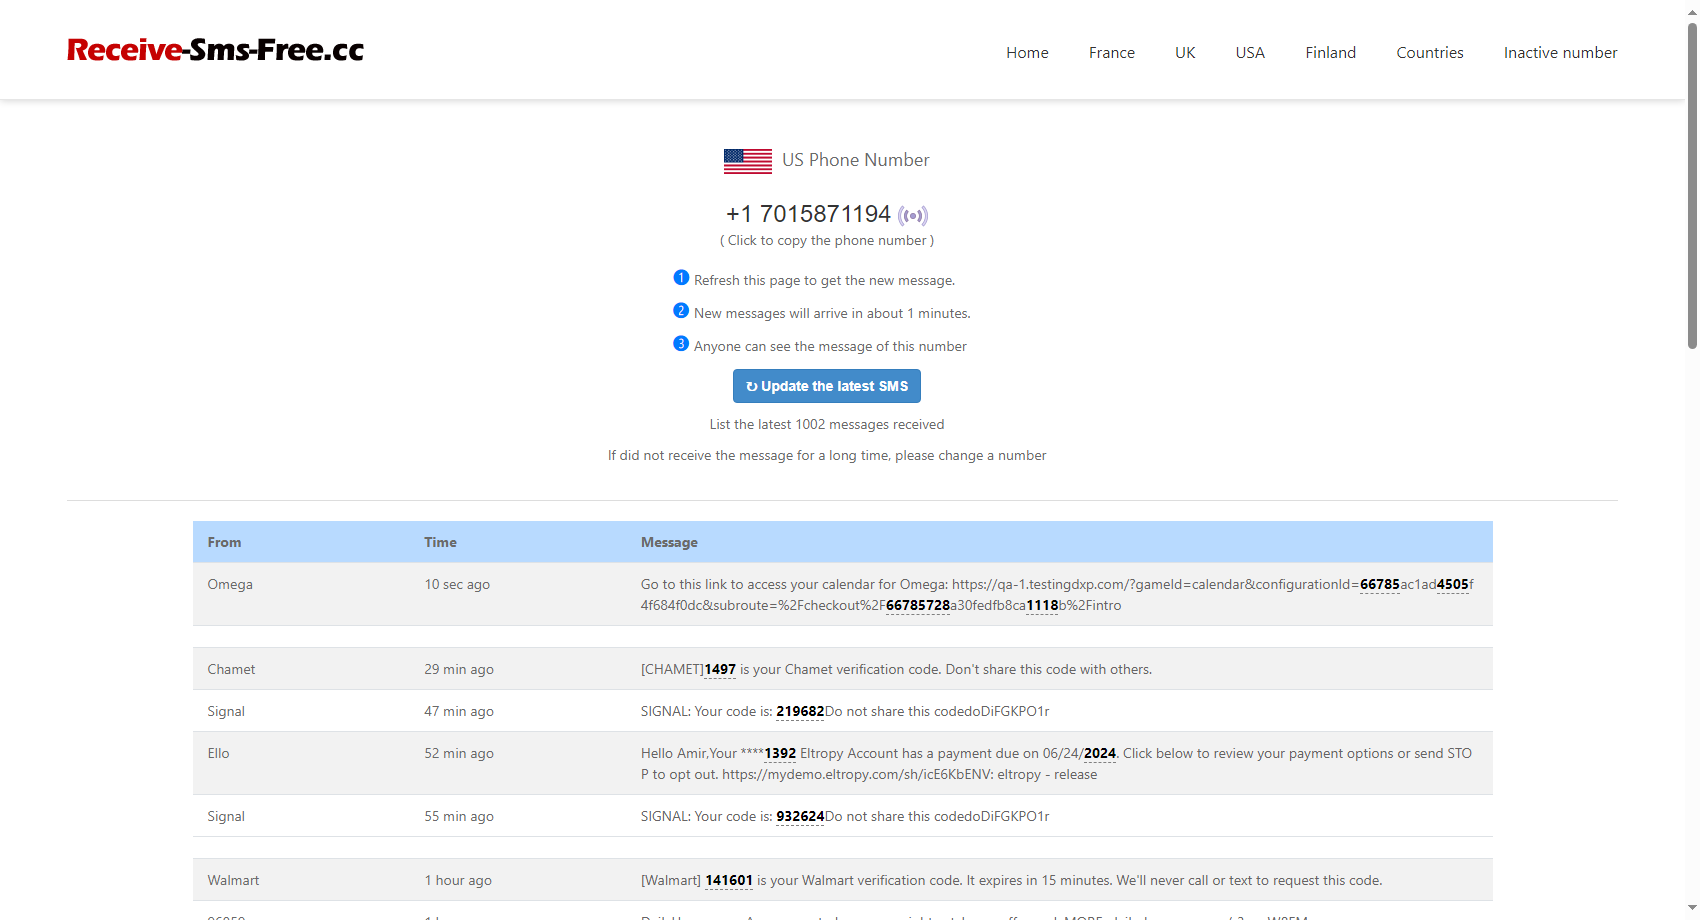 Receive-Sms-Free.cc
Home France UK USA Finland Countries Inactive number
US Phone Number
+1 7015871194
( Click to copy the phone number )
1 Refresh this page to get the new message.
2 New messages will arrive in about 1 minutes.
3 Anyone can see the message of this number
↻ Update the latest SMS
List the latest 1002 messages received
If did not receive the message for a long time, please change a number
From Time Message
Omega 10 sec ago Go to this link to access your calendar for Omega: https://qa-1.testingdxp.com/?gameId=calendar&configurationId=66785ac1ad4505f
4f684f0dc&subroute=%2Fcheckout%2F66785728a30fedfb8ca1118b%2Fintro
Chamet 29 min ago [CHAMET]1497 is your Chamet verification code. Don't share this code with others.
Signal 47 min ago SIGNAL: Your code is: 219682Do not share this codedoDiFGKPO1r
Ello 52 min ago Hello Amir,Your ****1392 Eltropy Account has a payment due on 06/24/2024. Click below to review your payment options or send STO
P to opt out. https://mydemo.eltropy.com/sh/icE6KbENV: eltropy - release
Signal 55 min ago SIGNAL: Your code is: 932624Do not share this codedoDiFGKPO1r
Walmart 1 hour ago [Walmart] 141601 is your Walmart verification code. It expires in 15 minutes. We'll never call or text to request this code.